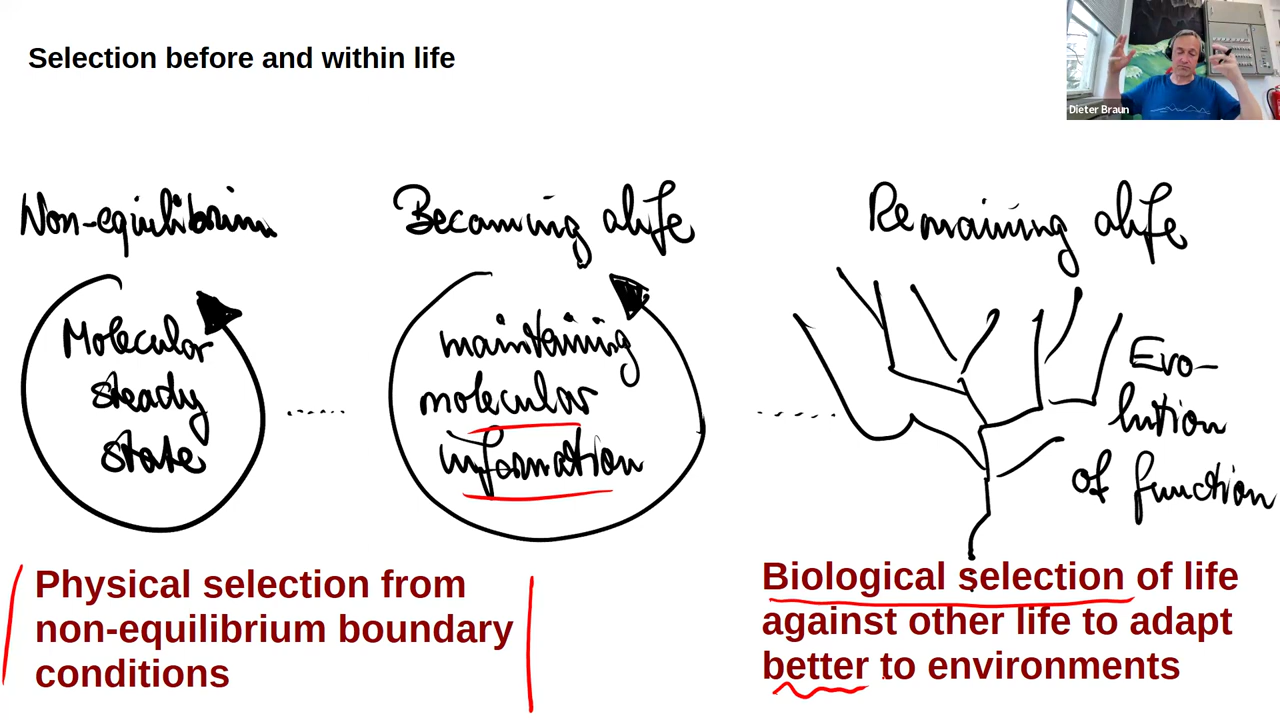 Selection before and within life
Dieter Braun
Non-equilibrium
Molecular
steady
state
Becoming alife
maintaining
molecular
information
Remaining alife
Evo-
lution
of function
Physical selection from
non-equilibrium boundary
conditions
Biological selection of life
against other life to adapt
better to environments